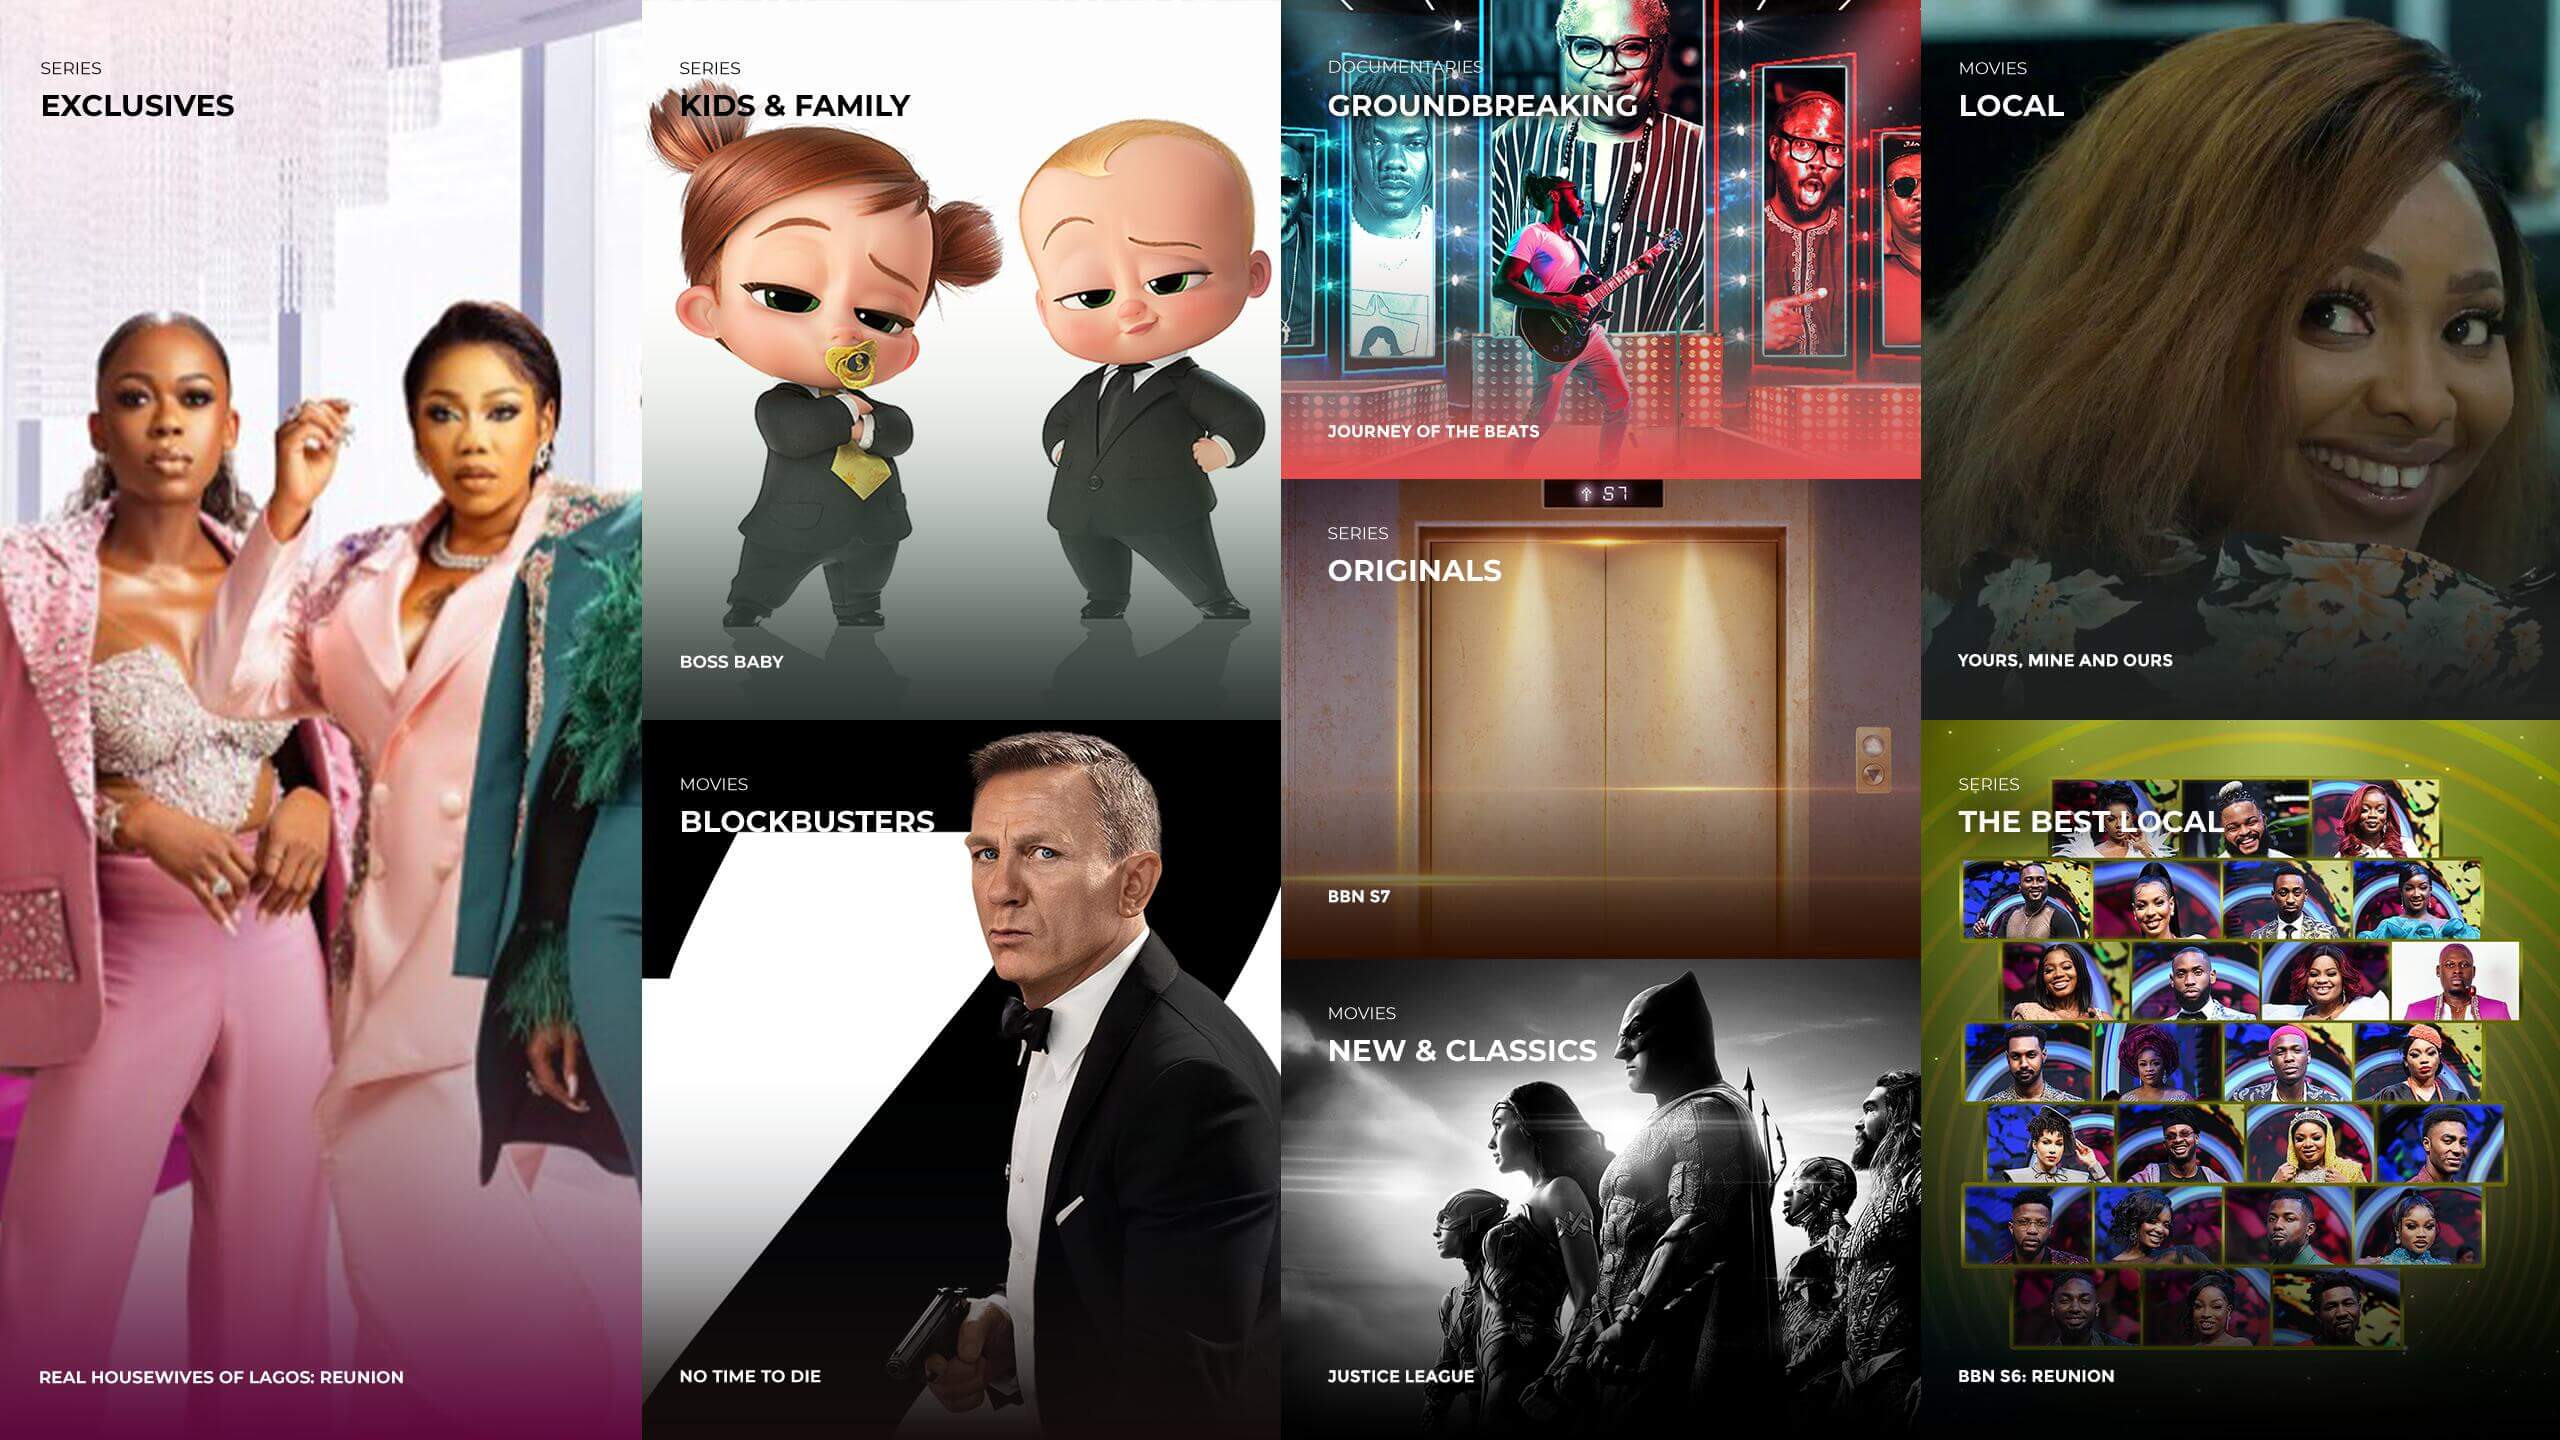 SERIES
EXCLUSIVES
REAL HOUSEWIVES OF LAGOS: REUNION
SERIES
KIDS & FAMILY
$
BOSS BABY
MOVIES
BLOCKBUSTERS
NO TIME TO DIE
DOCUMENTARIES
GROUNDBREAKING
JOURNEY OF THE BEATS
↑ S7
SERIES
ORIGINALS
BBN S7
MOVIES
NEW & CLASSICS
JUSTICE LEAGUE
MOVIES
LOCAL
YOURS, MINE AND OURS
SERIES
THE BEST LOCAL
BBN S6: REUNION